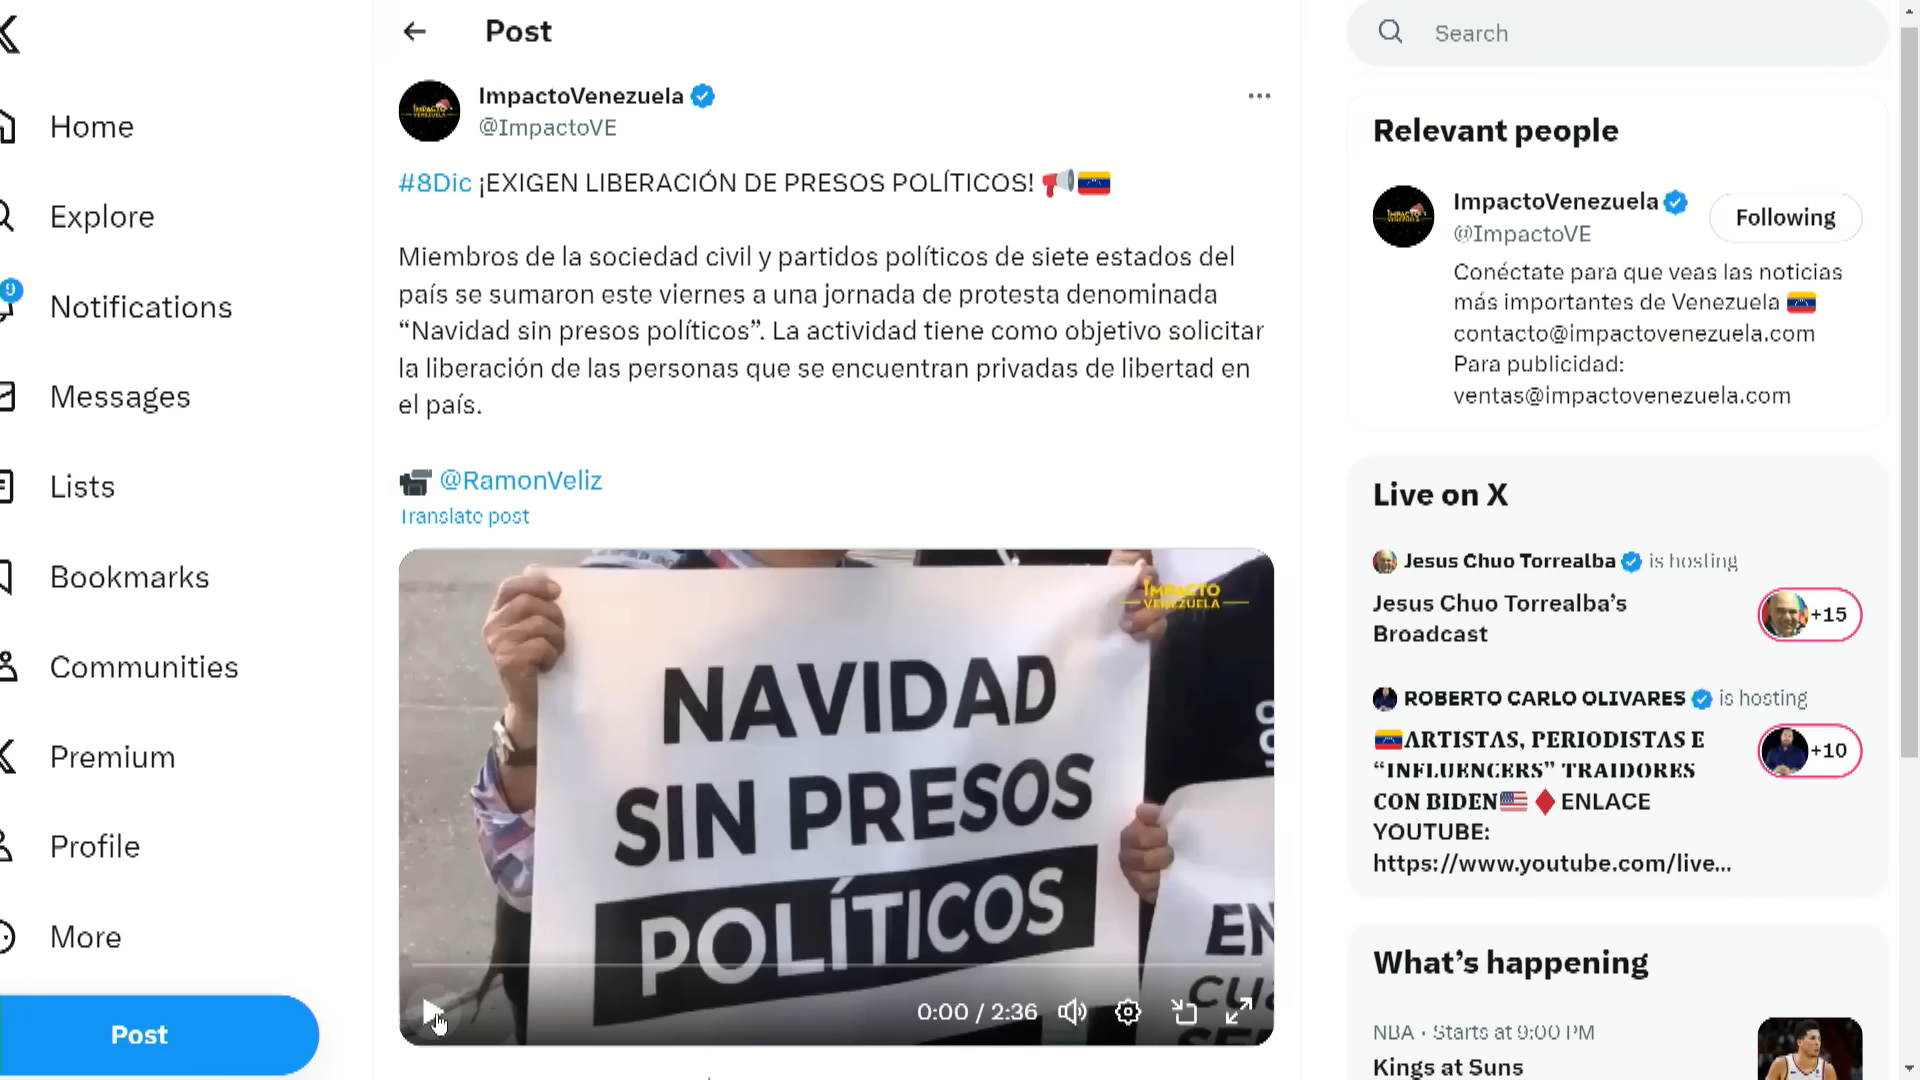 Home
Explore
9
Notifications
Messages
Lists
Bookmarks
Communities
Premium
Profile
More
Post
Post
ImpactoVenezuela
@ImpactoVE
#8Dic ¡EXIGEN LIBERACIÓN DE PRESOS POLÍTICOS!
Miembros de la sociedad civil y partidos políticos de siete estados del
país se sumaron este viernes a una jornada de protesta denominada
“Navidad sin presos políticos”. La actividad tiene como objetivo solicitar
la liberación de las personas que se encuentran privadas de libertad en
el país.
@RamonVeliz
Translate post
IMPACTO
VENEZUELA
NAVIDAD
SIN PRESOS
POLÍTICOS
EN
0:00 / 2:36
Search
Relevant people
ImpactoVenezuela
@ImpactoVE
Following
Conéctate para que veas las noticias
más importantes de Venezuela
contacto@impactovenezuela.com
Para publicidad:
ventas@impactovenezuela.com
Live on X
Jesus Chuo Torrealba is hosting
Jesus Chuo Torrealba’s
Broadcast
+15
ROBERTO CARLO OLIVARES is hosting
ARTISTAS, PERIODISTAS E
“INFLUENCERS” TRAIDORES
CON BIDEN ENLACE
YOUTUBE:
https://www.youtube.com/live...
+10
What’s happening
NBA · Starts at 9:00 PM
Kings at Suns